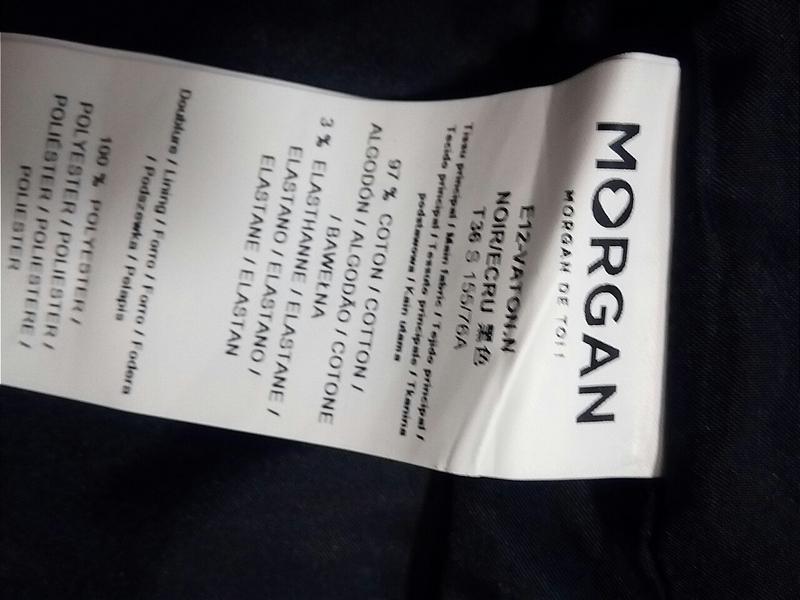 MORGAN
MORGAN DE TOI !
E12-VATON.N
NOIR/ECRU 黑色
T36 S 155/76A
Tissu principal / Main fabric / Tejido principal /
Tecido principal / Tessuto principale / Tkanina
podstawowa / Kain utama
97 % COTON / COTTON /
ALGODÓN / ALGODÃO / COTONE
/ BAWEŁNA
3 % ELASTHANNE / ELASTANE /
ELASTANO / ELASTANO /
ELASTANE / ELASTAN
Doublure / Lining / Forro / Forro / Fodera
/ Podszewka / Pelapis
100 % POLYESTER /
POLYESTER / POLIÉSTER /
POLIÉSTER / POLIESTERE /
POLIESTER